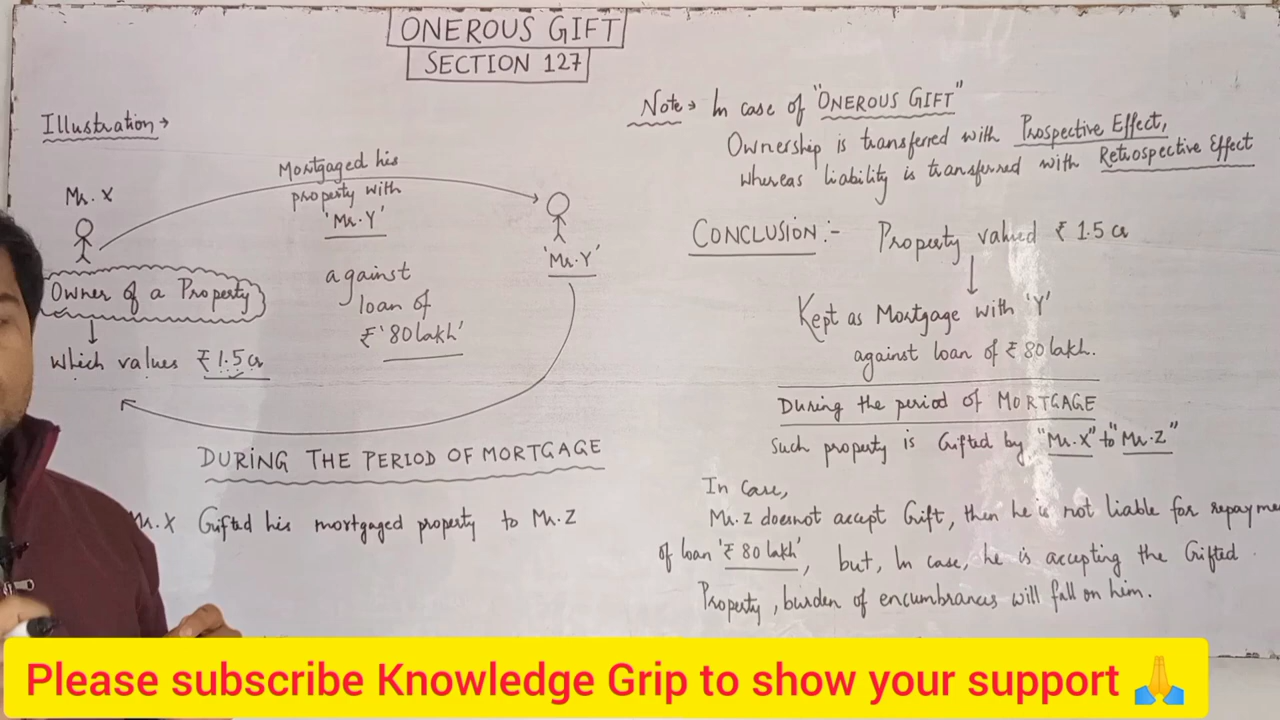 ONEROUS GIFT
SECTION 127
Illustration →
Mr. X
Owner of a Property
which values ₹ 1.5 cr
Mortgaged his
property with
'Mr. Y'
against
loan of
₹ '80 lakh'
'Mr. Y'
DURING THE PERIOD OF MORTGAGE
Mr. X Gifted his mortgaged property to Mr. Z
Note → In case of "ONEROUS GIFT"
Ownership is transferred with Prospective Effect,
whereas liability is transferred with Retrospective Effect
CONCLUSION :- Property valued ₹ 1.5 cr
Kept as Mortgage with 'Y'
against loan of ₹ 80 lakh.
During the period of MORTGAGE
Such property is Gifted by "Mr. X" to "Mr. Z"
In Case,
Mr. Z doesnot accept Gift, then he is not liable for repayme
of loan '₹ 80 lakh', but, In case, he is accepting the Gifted
Property, burden of encumbrances will fall on him.
Please subscribe Knowledge Grip to show your support 🙏